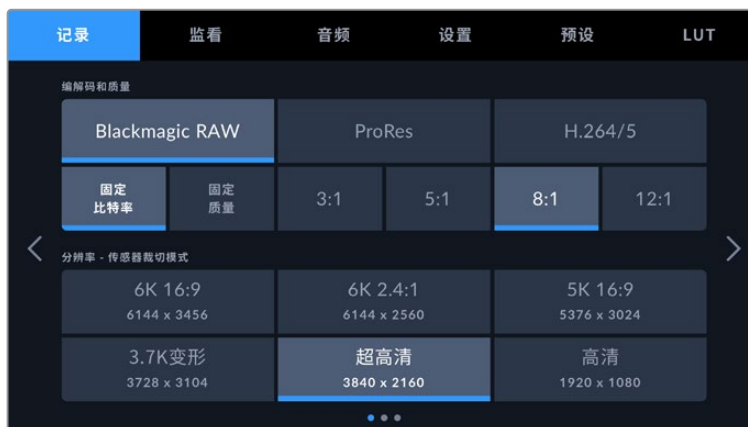 记录 监看 音频 设置 预设 LUT
编解码和质量
Blackmagic RAW ProRes H.264/5
固定 固定
比特率 质量 3:1 5:1 8:1 12:1
分辨率 - 传感器裁切模式
6K 16:9 6K 2.4:1 5K 16:9
6144 x 3456 6144 x 2560 5376 x 3024
3.7K变形 超高清 高清
3728 x 3104 3840 x 2160 1920 x 1080